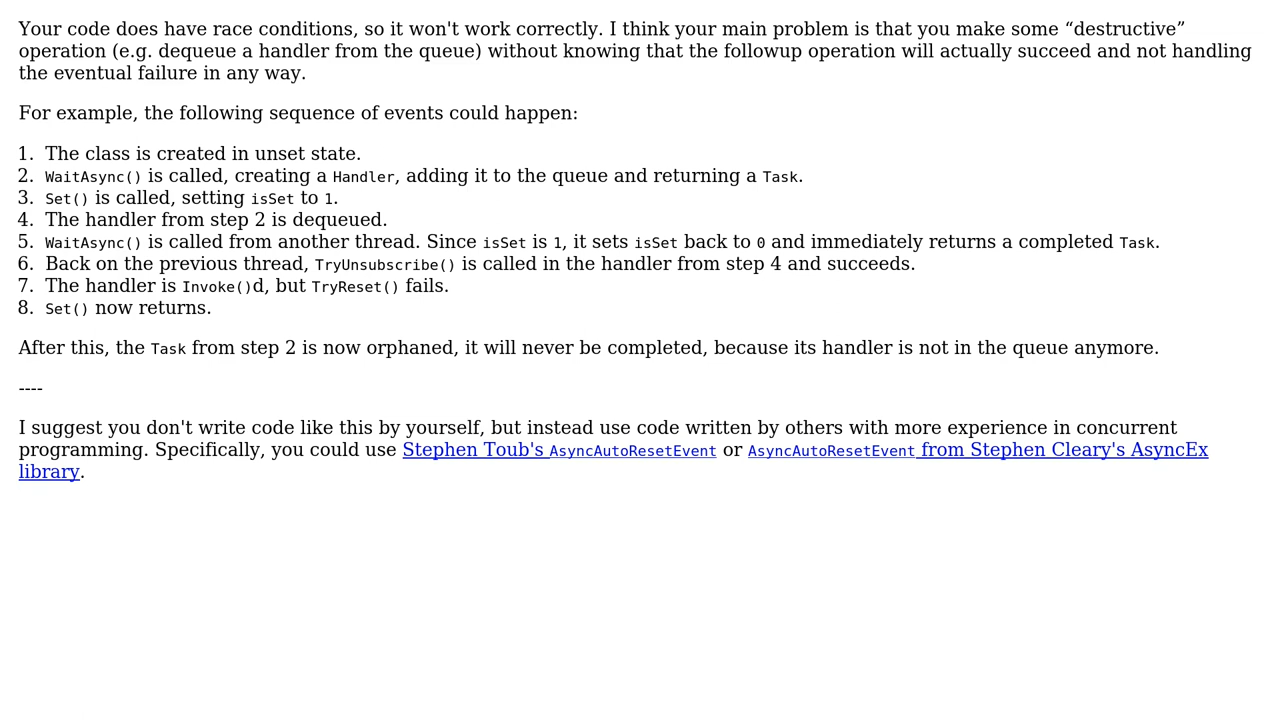 Your code does have race conditions, so it won't work correctly. I think your main problem is that you make some “destructive”
operation (e.g. dequeue a handler from the queue) without knowing that the followup operation will actually succeed and not handling
the eventual failure in any way.
For example, the following sequence of events could happen:
1. The class is created in unset state.
2. WaitAsync() is called, creating a Handler, adding it to the queue and returning a Task.
3. Set() is called, setting isSet to 1.
4. The handler from step 2 is dequeued.
5. WaitAsync() is called from another thread. Since isSet is 1, it sets isSet back to 0 and immediately returns a completed Task.
6. Back on the previous thread, TryUnsubscribe() is called in the handler from step 4 and succeeds.
7. The handler is Invoke()d, but TryReset() fails.
8. Set() now returns.
After this, the Task from step 2 is now orphaned, it will never be completed, because its handler is not in the queue anymore.
----
I suggest you don't write code like this by yourself, but instead use code written by others with more experience in concurrent
programming. Specifically, you could use Stephen Toub's AsyncAutoResetEvent or AsyncAutoResetEvent from Stephen Cleary's AsyncEx
library.